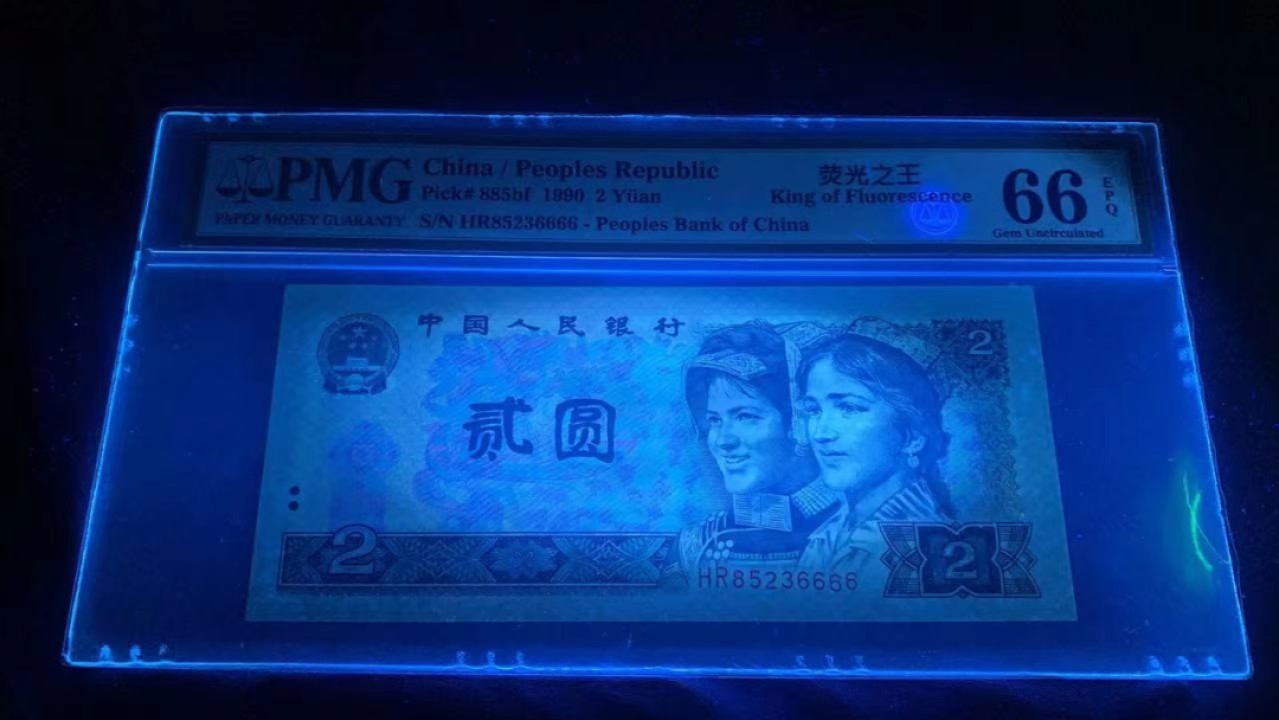 PMG
PAPER MONEY GUARANTY
China / Peoples Republic
Pick# 885bf 1990 2 Yüan
S/N HR85236666 - Peoples Bank of China
荧光之王
King of Fluorescence
66
EPQ
Gem Uncirculated
中国人民银行
2
贰圆
2
HR85236666
2